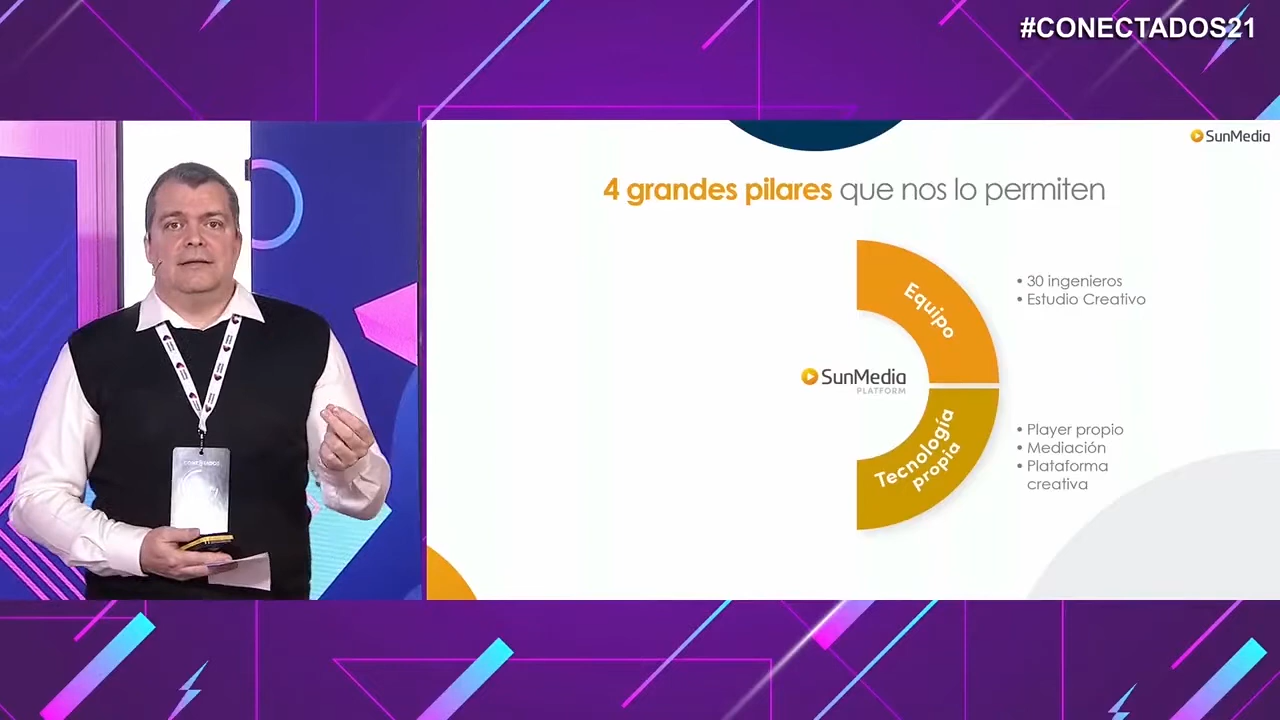 #CONECTADOS21
SunMedia
4 grandes pilares que nos lo permiten
Equipo
• 30 ingenieros
• Estudio Creativo
SunMedia
PLATFORM
Tecnología
propia
• Player propio
• Mediación
• Plataforma
creativa